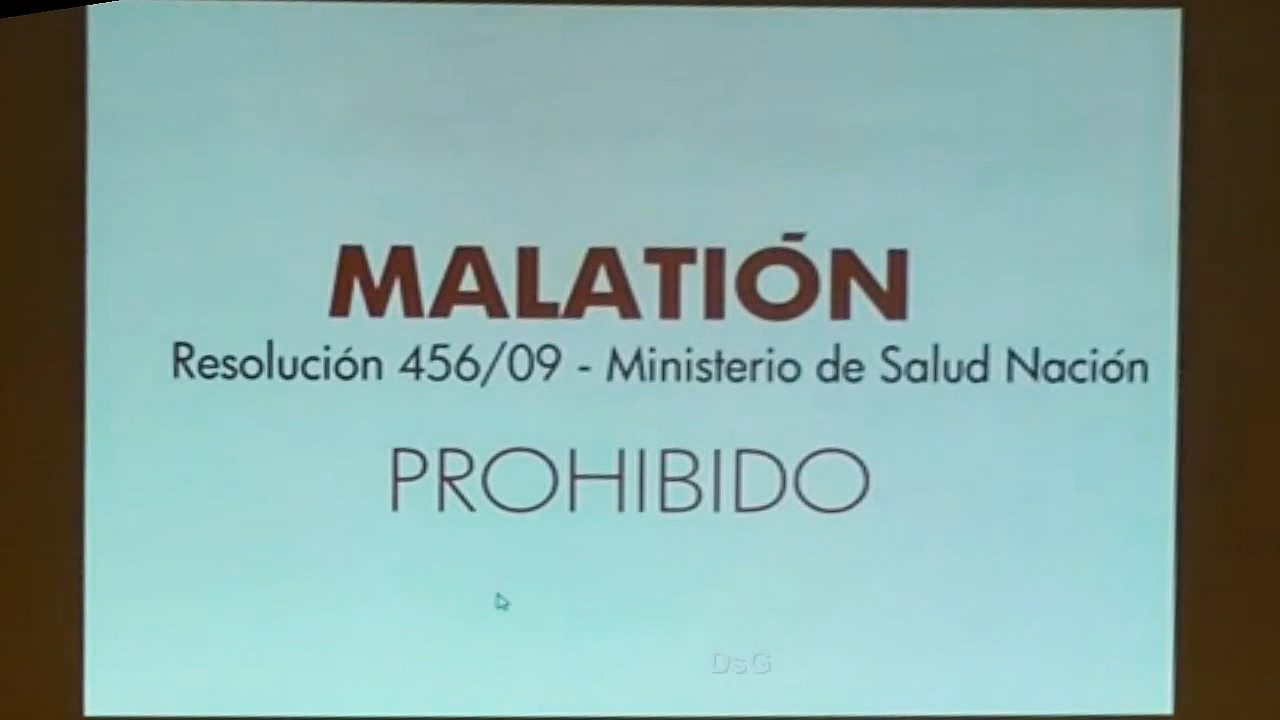 MALATIÓN
Resolución 456/09 - Ministerio de Salud Nación
PROHIBIDO
DsG